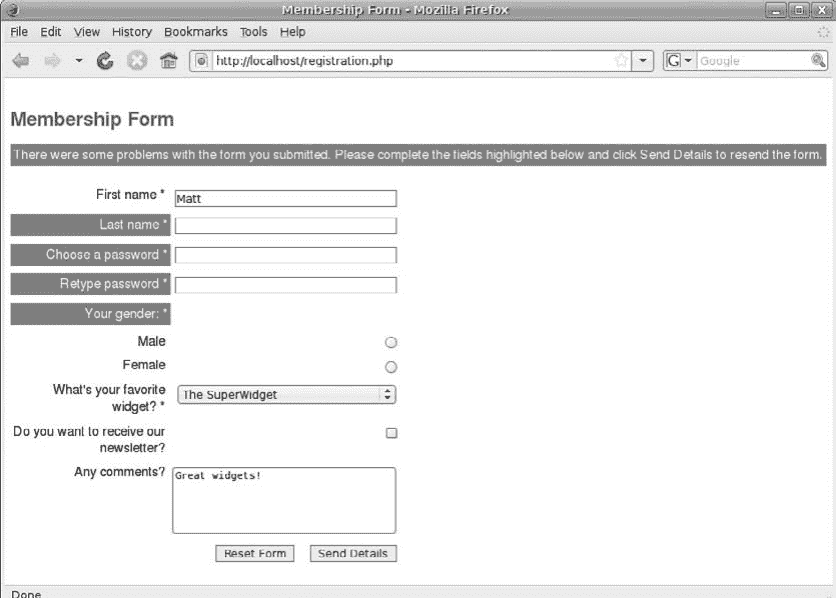 Membership Form - Mozilla Firefox
File Edit View History Bookmarks Tools Help
http://localhost/registration.php
G Google
Membership Form
There were some problems with the form you submitted. Please complete the fields highlighted below and click Send Details to resend the form.
First name * Matt
Last name *
Choose a password *
Retype password *
Your gender: *
Male
Female
What's your favorite
widget? * The SuperWidget
Do you want to receive our
newsletter?
Any comments? Great widgets!
Reset Form Send Details
Done